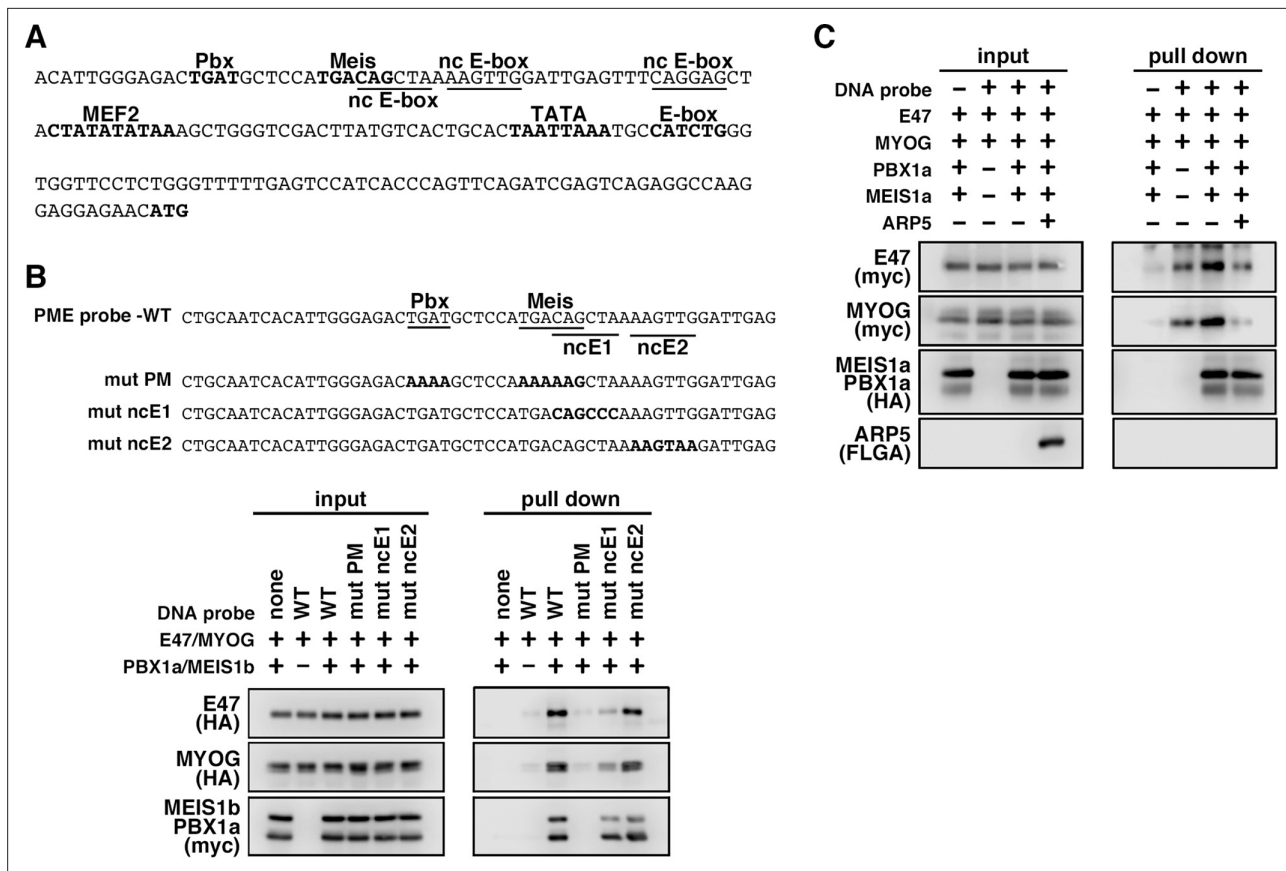 A
Pbx Meis nc E-box nc E-box
ACATTGGGAGACTGATGCTCCATGACAGCTAAAAGTTGGATTGAGTTTCAGGAGCT
nc E-box
MEF2 TATA E-box
ACTATATATAAAGCTGGGTCGACTTATGTCACTGCACTAATTAAATGCCATCTGGG
TGGTTCCTCTGGGTTTTTGAGTCCATCACCCAGTTCAGATCGAGTCAGAGGCCAAG
GAGGAGAACATG
B
Pbx Meis
PME probe -WT CTGCAATCACATTGGGAGACTGATGCTCCATGACAGCTAAAAGTTGGATTGAG
ncE1 ncE2
mut PM CTGCAATCACATTGGGAGACAAAAGCTCCAAAAAAGCTAAAAGTTGGATTGAG
mut ncE1 CTGCAATCACATTGGGAGACTGATGCTCCATGACAGCCCAAAGTTGGATTGAG
mut ncE2 CTGCAATCACATTGGGAGACTGATGCTCCATGACAGCTAAAAGTAAGATTGAG
input pull down
DNA probe none WT WT mut PM mut ncE1 mut ncE2 none WT WT mut PM mut ncE1 mut ncE2
E47/MYOG + + + + + + + + + + + +
PBX1a/MEIS1b + − + + + + + − + + + +
E47
(HA)
MYOG
(HA)
MEIS1b
PBX1a
(myc)
C
input pull down
DNA probe − + + + − + + +
E47 + + + + + + + +
MYOG + + + + + + + +
PBX1a + − + + + − + +
MEIS1a + − + + + − + +
ARP5 − − − + − − − +
E47
(myc)
MYOG
(myc)
MEIS1a
PBX1a
(HA)
ARP5
(FLGA)